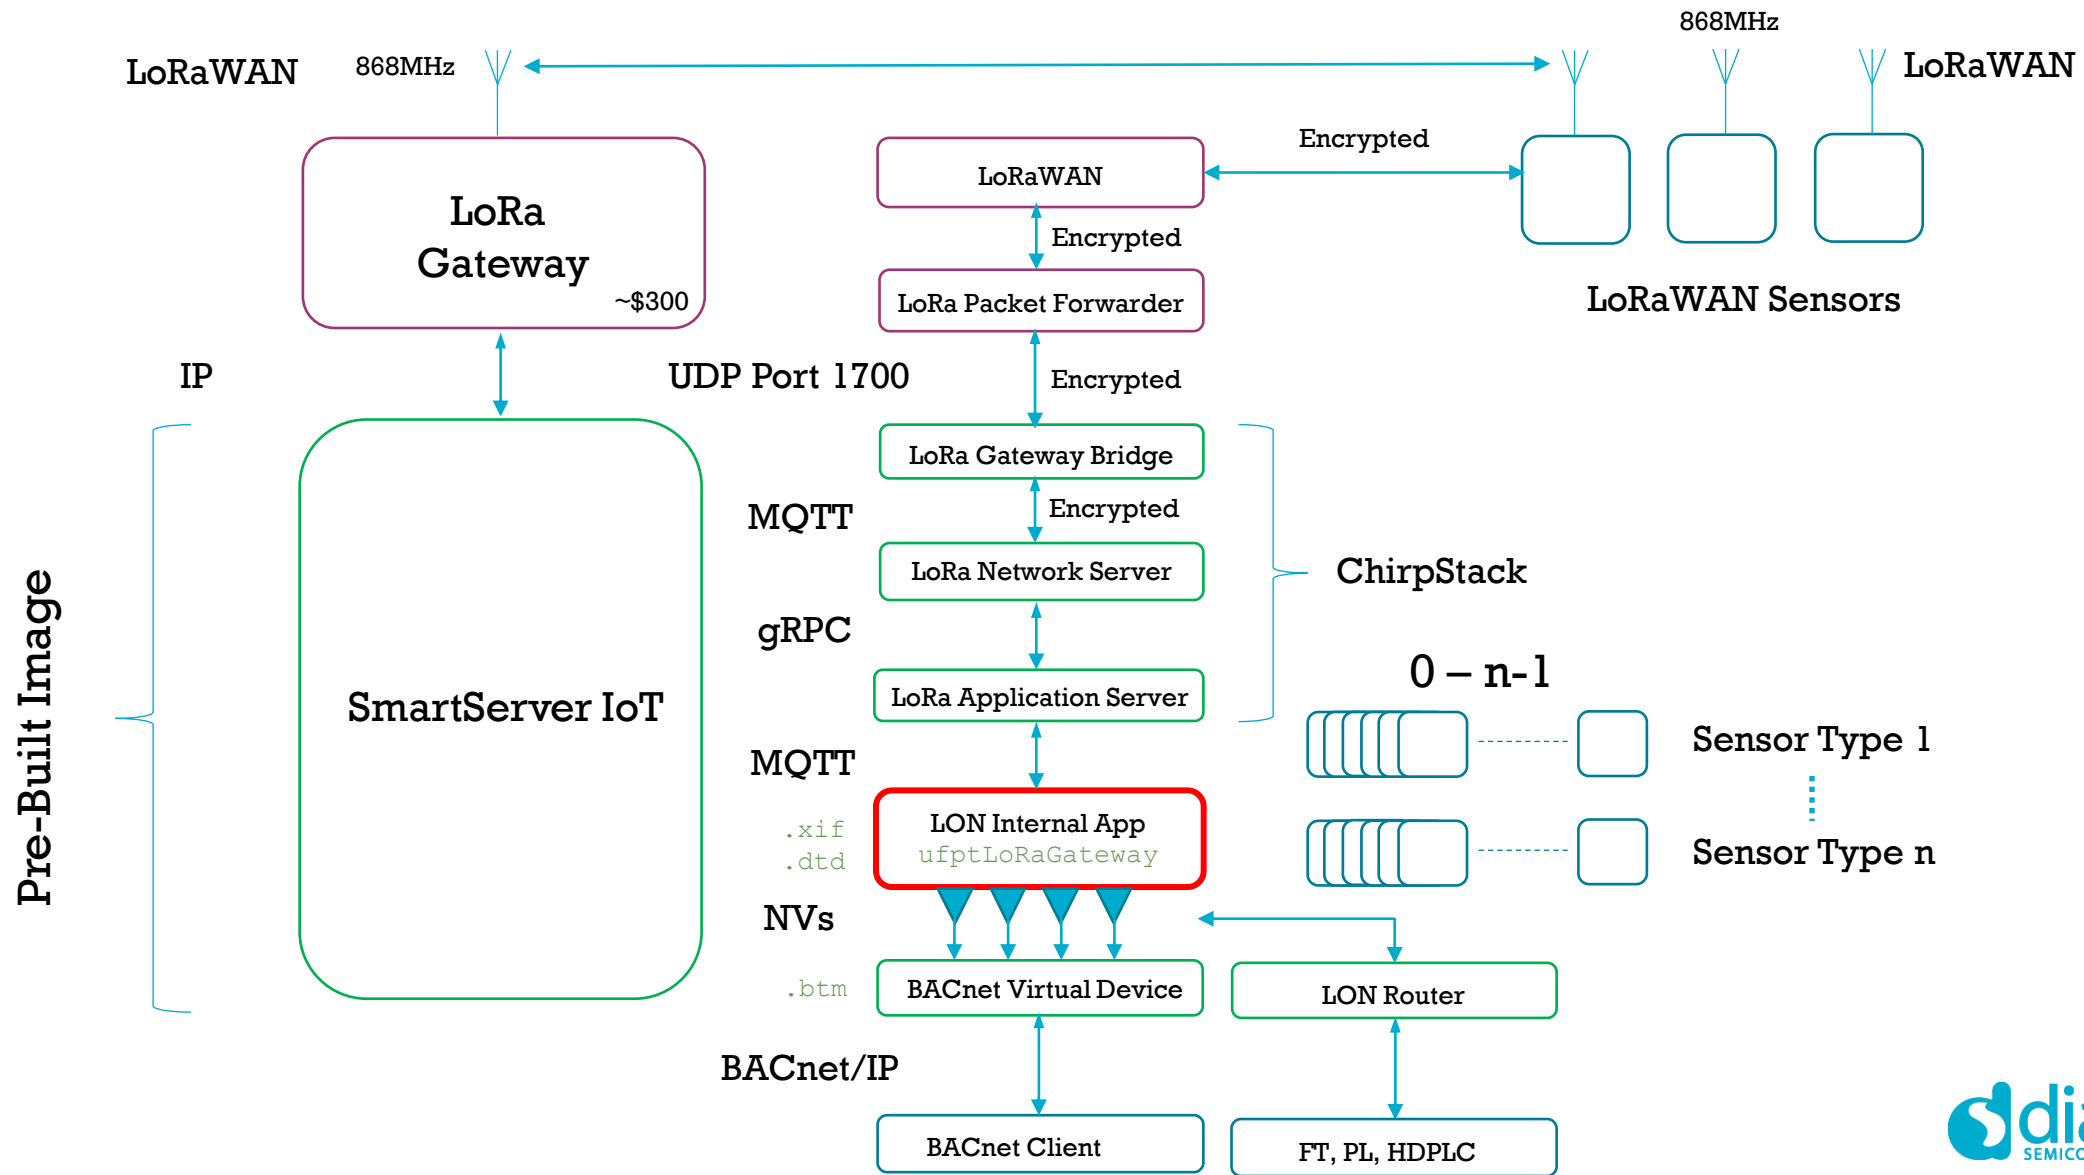 868MHz
LoRaWAN
868MHz
LoRaWAN
LoRa
Gateway
~$300
LoRaWAN
Encrypted
Encrypted
LoRa Packet Forwarder
LoRaWAN Sensors
IP
UDP Port 1700
Encrypted
LoRa Gateway Bridge
MQTT
Encrypted
LoRa Network Server
ChirpStack
gRPC
Pre-Built Image
SmartServer IoT
LoRa Application Server
0 – n-1
Sensor Type 1
MQTT
.xif
.dtd
LON Internal App
ufptLoRaGateway
Sensor Type n
NVs
.btm
BACnet Virtual Device
LON Router
BACnet/IP
BACnet Client
FT, PL, HDPLC